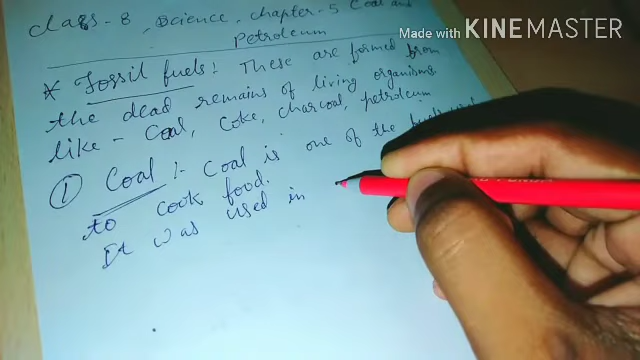 Made with KINEMASTER
class - 8, Science, chapter - 5 Coal and
Petroleum
* Fossil fuels: These are formed from
the dead remains of living organisms.
like - Coal, Coke, charcoal, petroleum
① Coal :- Coal is one of the fuels
to cook food.
It was used in